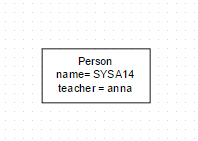 Person
name= SYSA14
teacher = anna